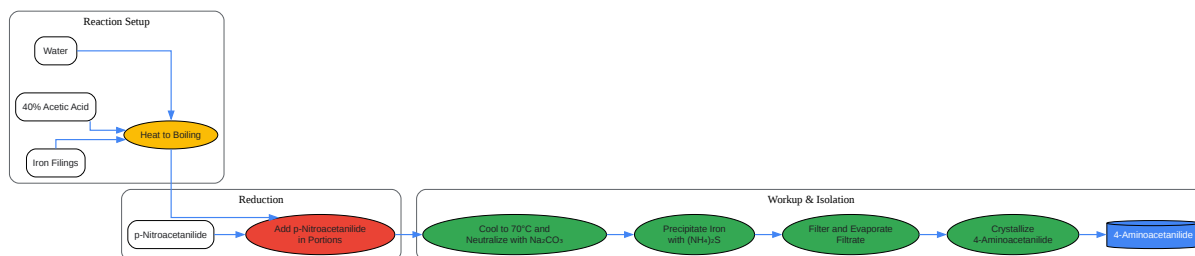 Reaction Setup
Water
40% Acetic Acid
Heat to Boiling
Iron Filings
Reduction
p-Nitroacetanilide
Add p-Nitroacetanilide
in Portions
Workup & Isolation
Cool to 70°C and
Neutralize with Na₂CO₃
Precipitate Iron
with (NH₄)₂S
Filter and Evaporate
Filtrate
Crystallize
4-Aminoacetanilide
4-Aminoacetanilide